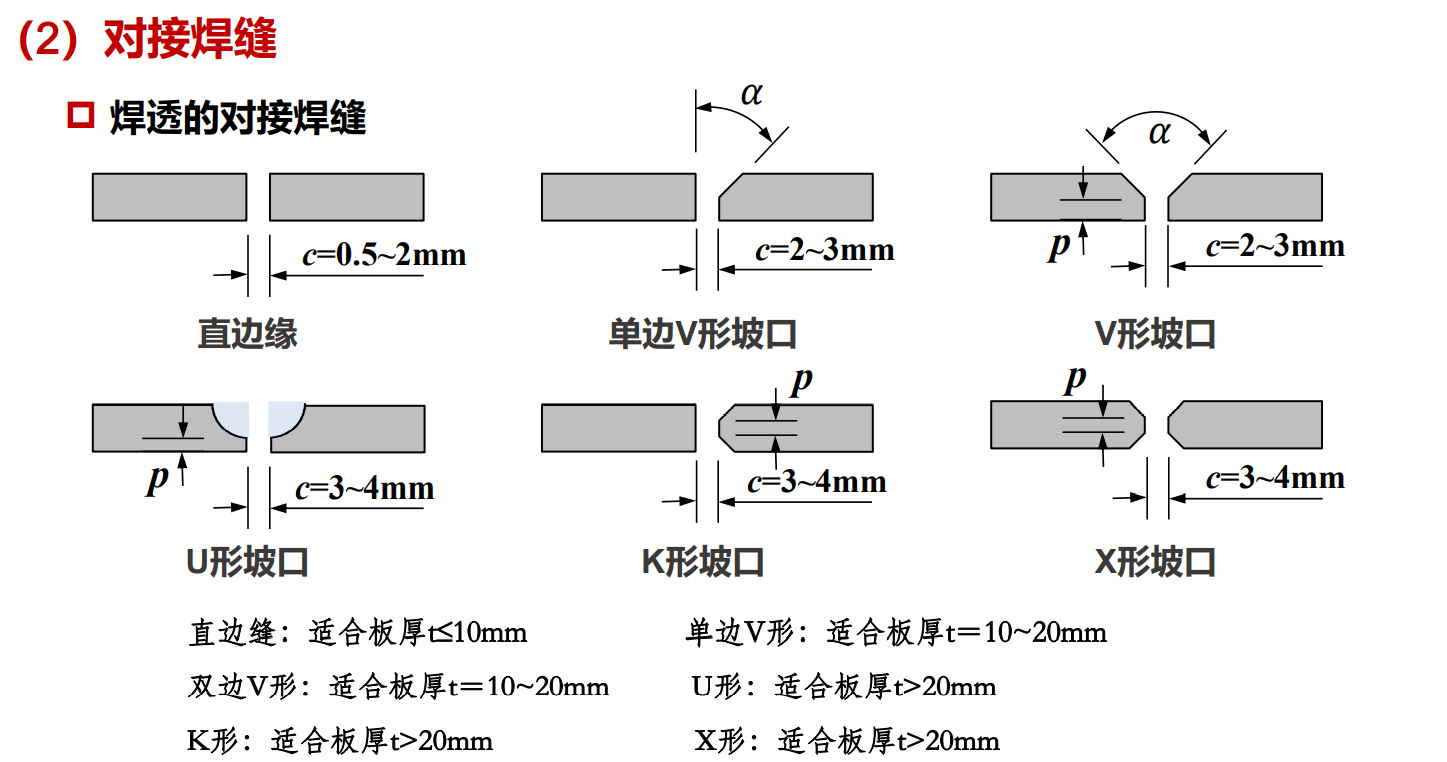 (2) 对接焊缝
焊透的对接焊缝
α
α
p
c=0.5~2mm
c=2~3mm
c=2~3mm
直边缘
单边V形坡口
V形坡口
p
p
p
c=3~4mm
c=3~4mm
c=3~4mm
U形坡口
K形坡口
X形坡口
直边缝：适合板厚t≤10mm
单边V形：适合板厚t＝10~20mm
双边V形：适合板厚t＝10~20mm
U形：适合板厚t>20mm
K形：适合板厚t>20mm
X形：适合板厚t>20mm